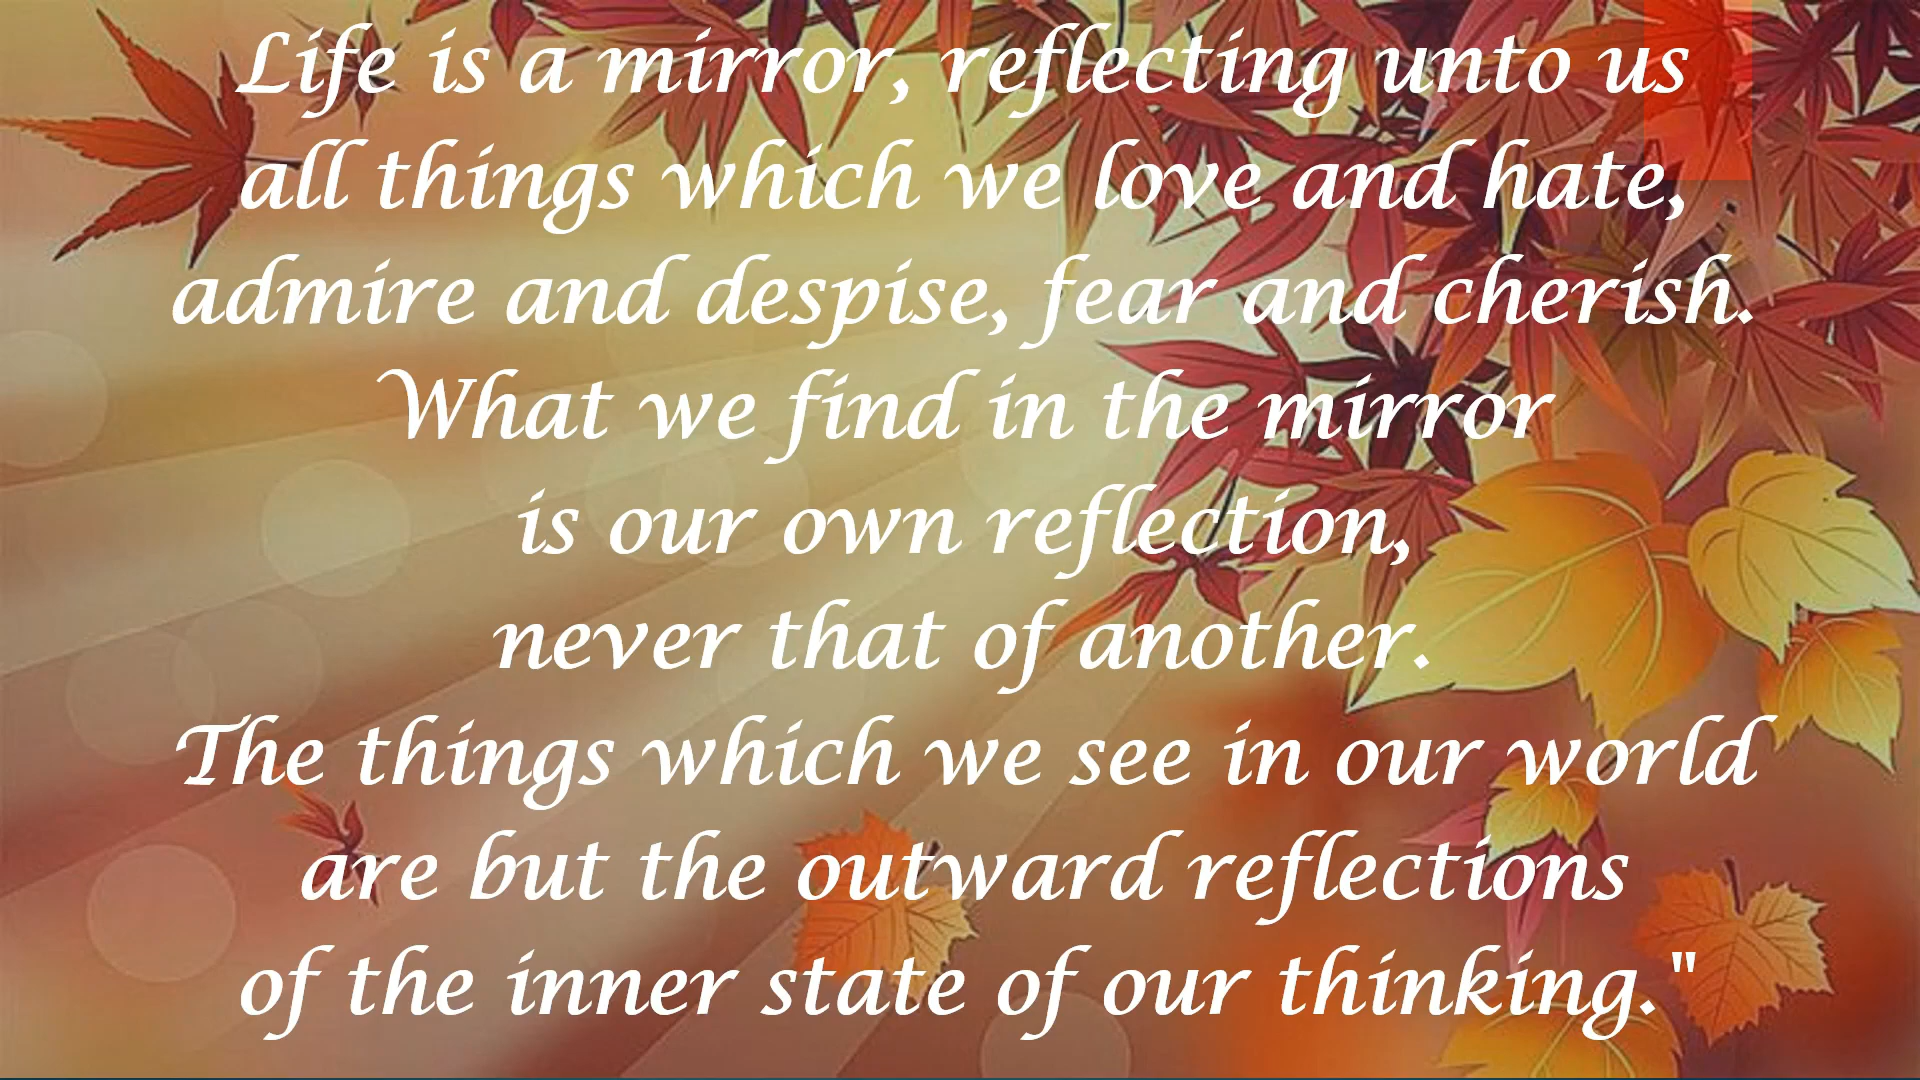 Life is a mirror, reflecting unto us
all things which we love and hate,
admire and despise, fear and cherish.
What we find in the mirror
is our own reflection,
never that of another.
The things which we see in our world
are but the outward reflections
of the inner state of our thinking."